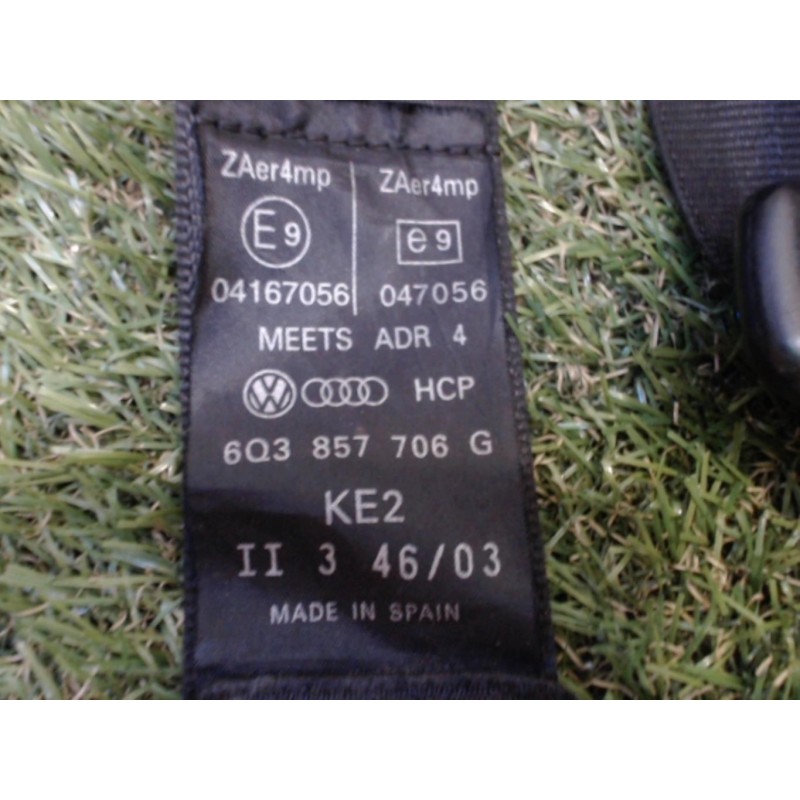 ZAer4mp ZAer4mp
E9 e9
04167056 047056
MEETS ADR 4
VW HCP
6Q3 857 706 G
KE2
II 3 46/03
MADE IN SPAIN